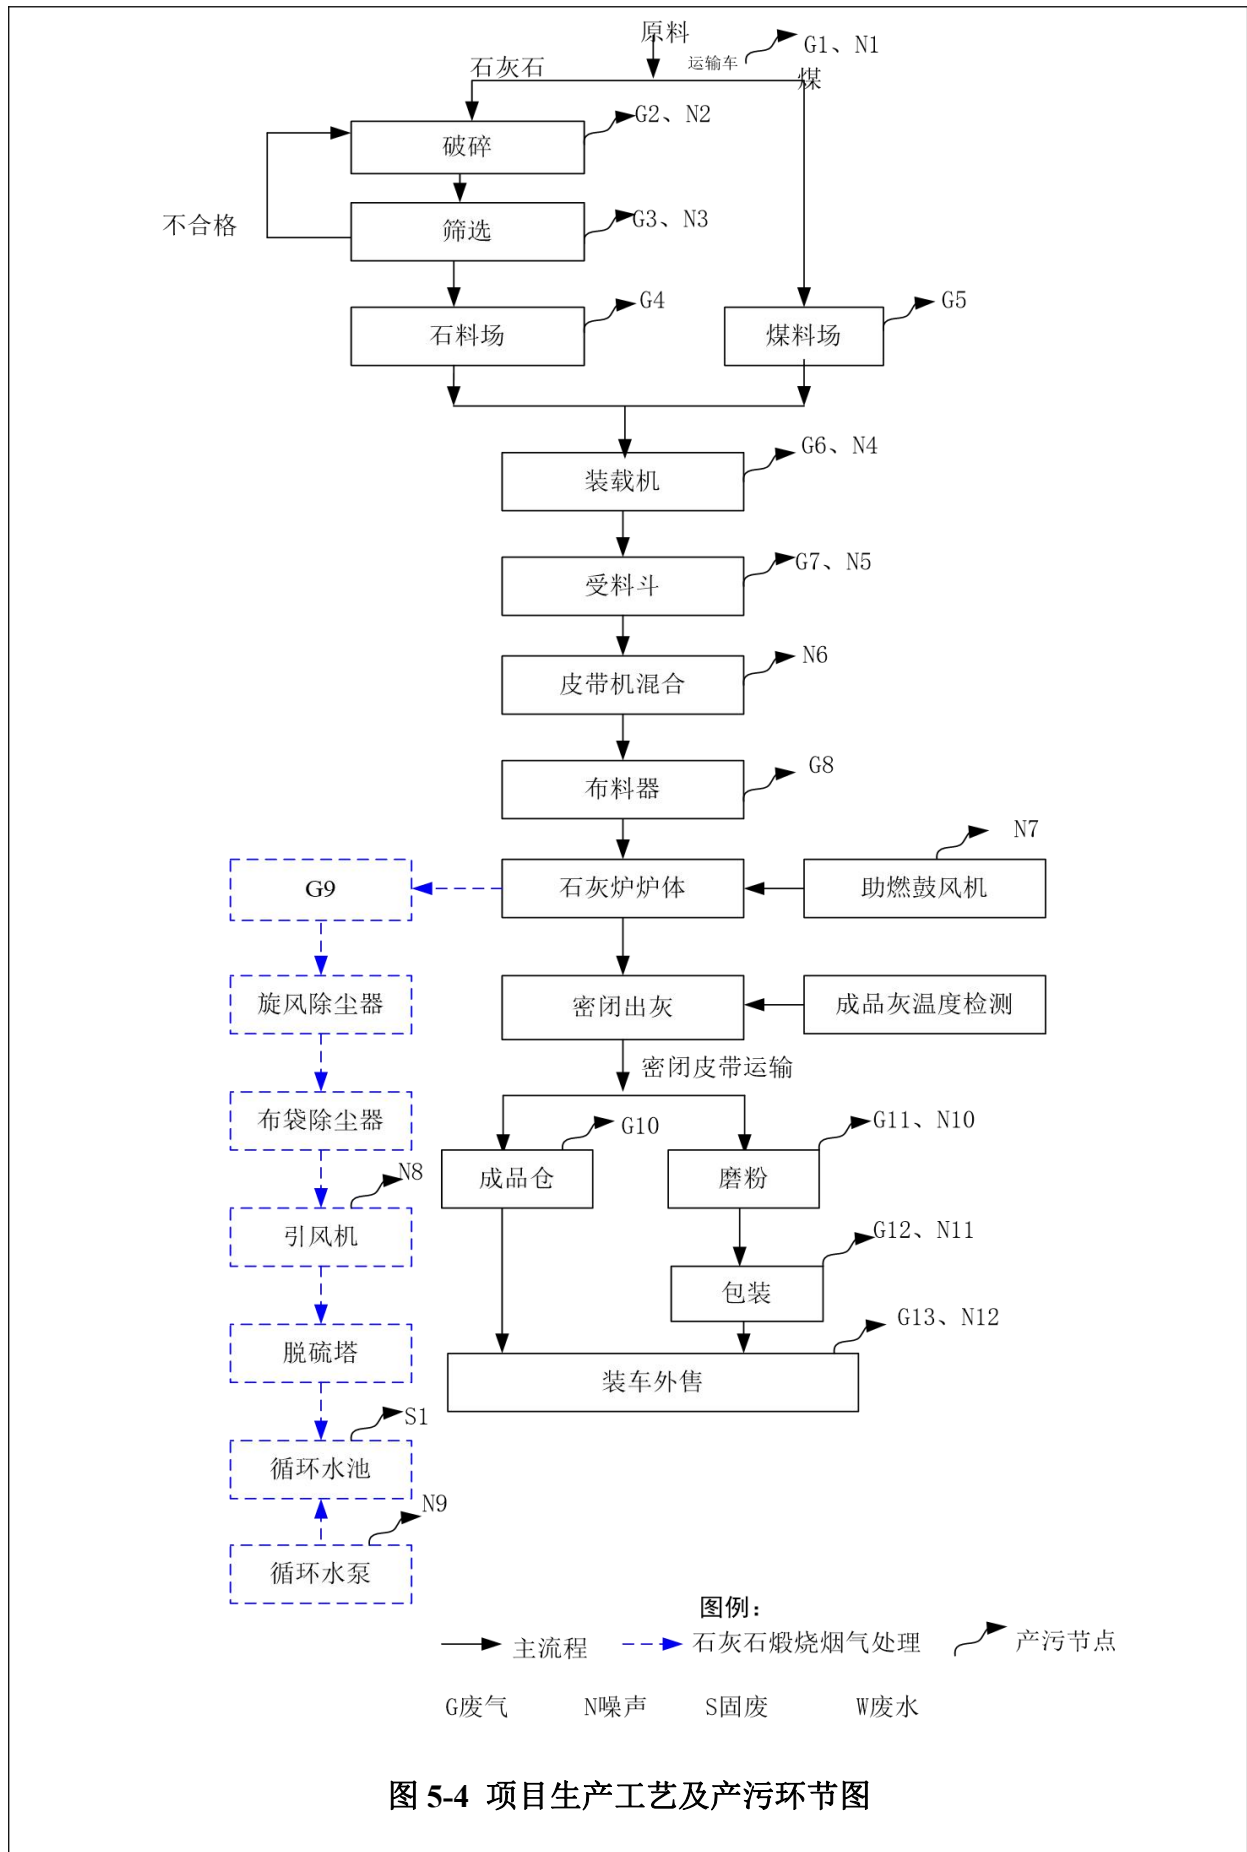 原料
运输车
G1、N1
石灰石
煤
破碎
G2、N2
不合格
筛选
G3、N3
石料场
G4
煤料场
G5
装载机
G6、N4
受料斗
G7、N5
皮带机混合
N6
布料器
G8
G9
石灰炉炉体
助燃鼓风机
N7
旋风除尘器
密闭出灰
成品灰温度检测
密闭皮带运输
布袋除尘器
成品仓
G10
磨粉
G11、N10
引风机
N8
包装
G12、N11
脱硫塔
装车外售
G13、N12
循环水池
S1
循环水泵
N9
图例：
主流程
石灰石煅烧烟气处理
产污节点
G废气 N噪声 S固废 W废水
图 5-4 项目生产工艺及产污环节图